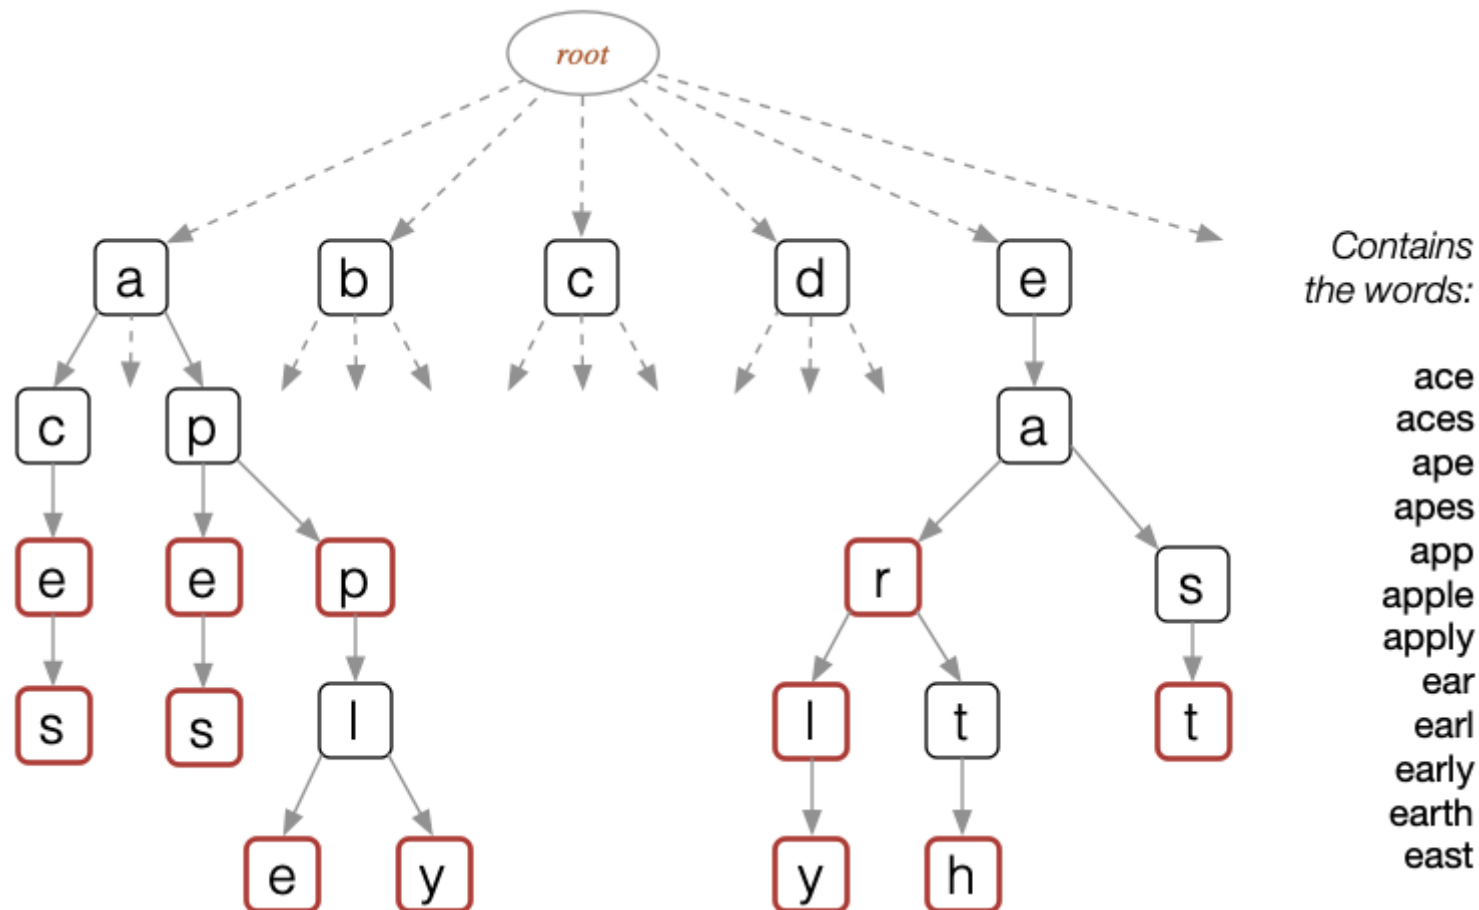 root
a b c d e
Contains
the words:
c p a
e e p r s
s s l l t t
e y y h
ace
aces
ape
apes
app
apple
apply
ear
earl
early
earth
east